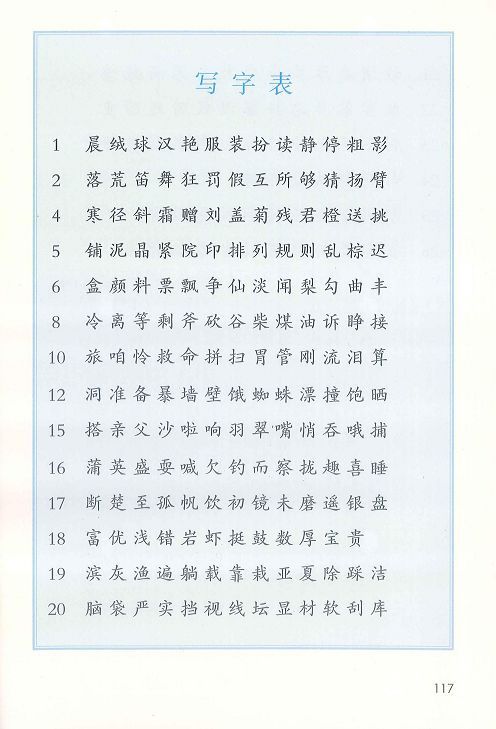 写字表
1 晨绒球汉艳服装扮读静停粗影
2 落荒笛舞狂罚假互所够猜扬臂
4 寒径斜霜赠刘盖菊残君橙送挑
5 铺泥晶紧院印排列规则乱棕迟
6 盒颜料票飘争仙淡闻梨勾曲丰
8 冷离等剩斧砍谷柴煤油诉睁接
10 旅咱怜救命拼扫胃管刚流泪算
12 洞准备暴墙壁饿蜘蛛漂撞饱晒
15 搭亲父沙啦响羽翠嘴悄吞哦捕
16 蒲英盛耍喊欠钓而察拢趣喜睡
17 断楚至孤帆饮初镜未磨遥银盘
18 富优浅错岩虾挺鼓数厚宝贵
19 滨灰渔遍躺载靠栽亚夏除踩洁
20 脑袋严实挡视线坛显材软刮库
117